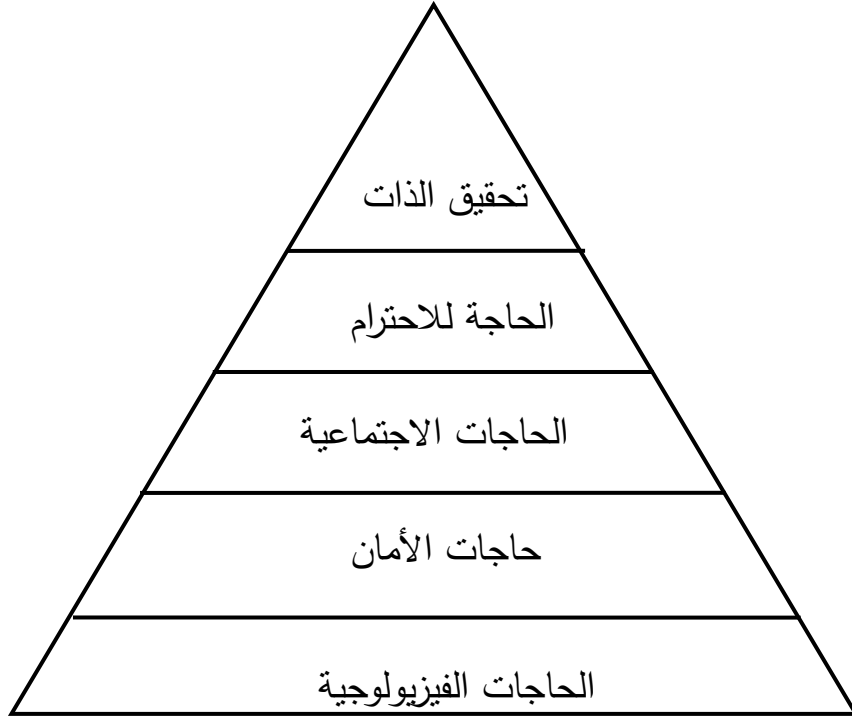 تحقيق الذات
الحاجة للاحترام
الحاجات الاجتماعية
حاجات الأمان
الحاجات الفيزيولوجية